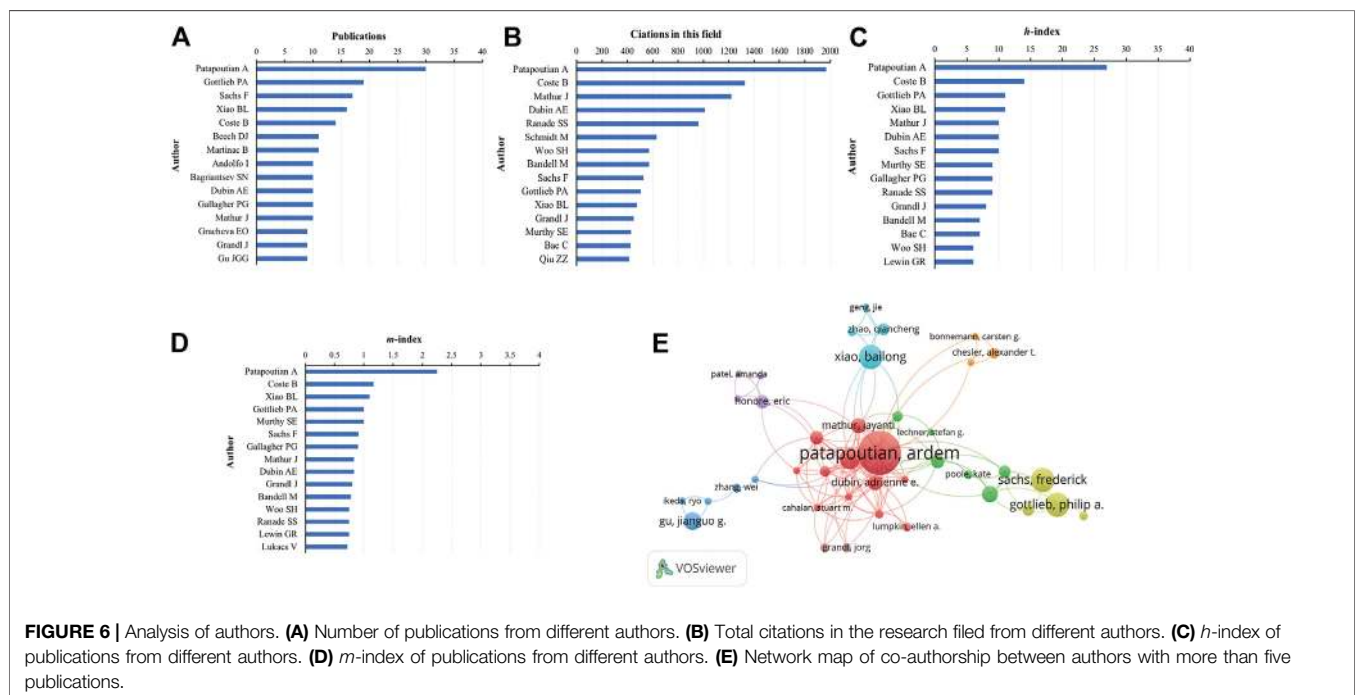 A
Publications
0 5 10 15 20 25 30 35 40
Patapoutian A
Gottlieb PA
Sachs F
Xiao BL
Coste B
Beech DJ
Martinac B
Andolfo I
Bagriantsev SN
Dubin AE
Gallagher PG
Mathur J
Gracheva EO
Grandl J
Gu JGG
Author
B
Citations in this field
0 200 400 600 800 1000 1200 1400 1600 1800 2000
Patapoutian A
Coste B
Mathur J
Dubin AE
Ranade SS
Schmidt M
Woo SH
Bandell M
Sachs F
Gottlieb PA
Xiao BL
Grandl J
Murthy SE
Bae C
Qiu ZZ
Author
C
h-index
0 5 10 15 20 25 30 35 40
Patapoutian A
Coste B
Gottlieb PA
Xiao BL
Mathur J
Dubin AE
Sachs F
Murthy SE
Gallagher PG
Ranade SS
Grandl J
Bandell M
Bae C
Woo SH
Lewin GR
Author
D
m-index
0 0.5 1 1.5 2 2.5 3 3.5 4
Patapoutian A
Coste B
Xiao BL
Gottlieb PA
Murthy SE
Sachs F
Gallagher PG
Mathur J
Dubin AE
Grandl J
Bandell M
Woo SH
Ranade SS
Lewin GR
Lukacs V
Author
E
geng, jie
zhao, qiancheng
xiao, bailong
bonnemann, carsten g.
chesler, alexander t.
patel, amanda
honore, eric
mathur, jayanti
lechner, stefan g.
patapoutian, ardem
dubin, adrienne e.
poole, kate
sachs, frederick
zhang, wei
ikeda, ryo
cahalan, stuart m.
gottlieb, philip a.
gu, jianguo g.
lumpkin, ellen a.
grandl, jorg
VOSviewer
FIGURE 6 | Analysis of authors. (A) Number of publications from different authors. (B) Total citations in the research filed from different authors. (C) h-index of
publications from different authors. (D) m-index of publications from different authors. (E) Network map of co-authorship between authors with more than five
publications.